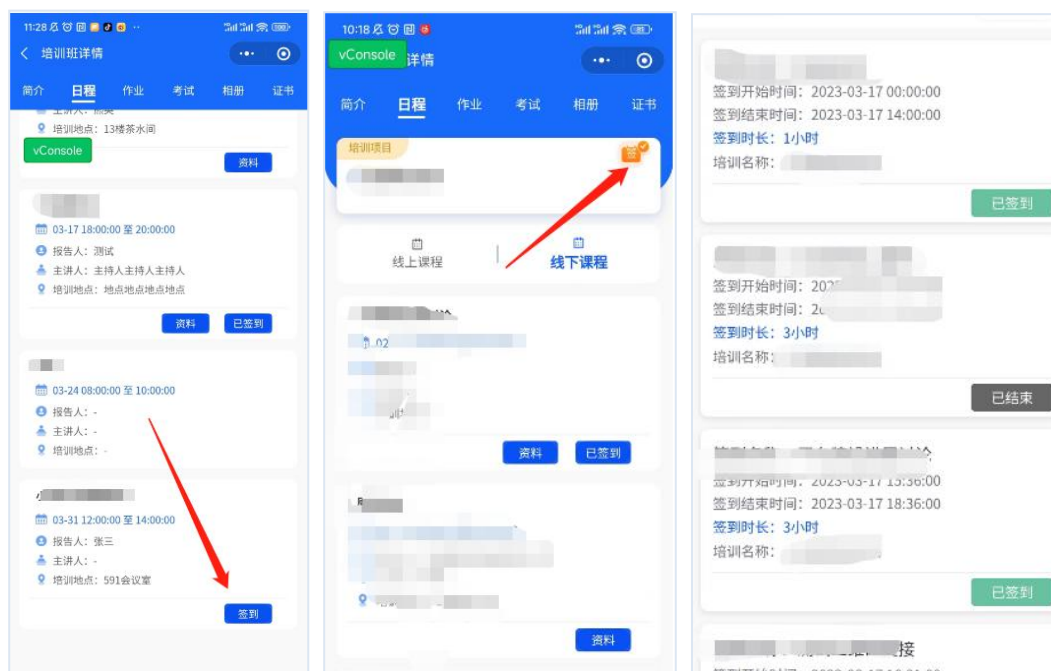 11:28
培训班详情
简介 日程 作业 考试 相册 证书
培训地点：13楼茶水间
vConsole
资料
03-17 18:00:00 至 20:00:00
报告人：测试
主讲人：主持人主持人主持人
培训地点：地点地点地点地点
资料 已签到
03-24 08:00:00 至 10:00:00
报告人：-
主讲人：-
培训地点：-
03-31 12:00:00 至 14:00:00
报告人：张三
主讲人：-
培训地点：591会议室
签到
10:18
vConsole 详情
简介 日程 作业 考试 相册 证书
培训项目
签
线上课程 线下课程
资料 已签到
资料
签到开始时间：2023-03-17 00:00:00
签到结束时间：2023-03-17 14:00:00
签到时长：1小时
培训名称：
已签到
签到开始时间：
签到结束时间：
签到时长：3小时
培训名称：
已结束
签到开始时间：2023-03-17 15:36:00
签到结束时间：2023-03-17 18:36:00
签到时长：3小时
培训名称：
已签到
接